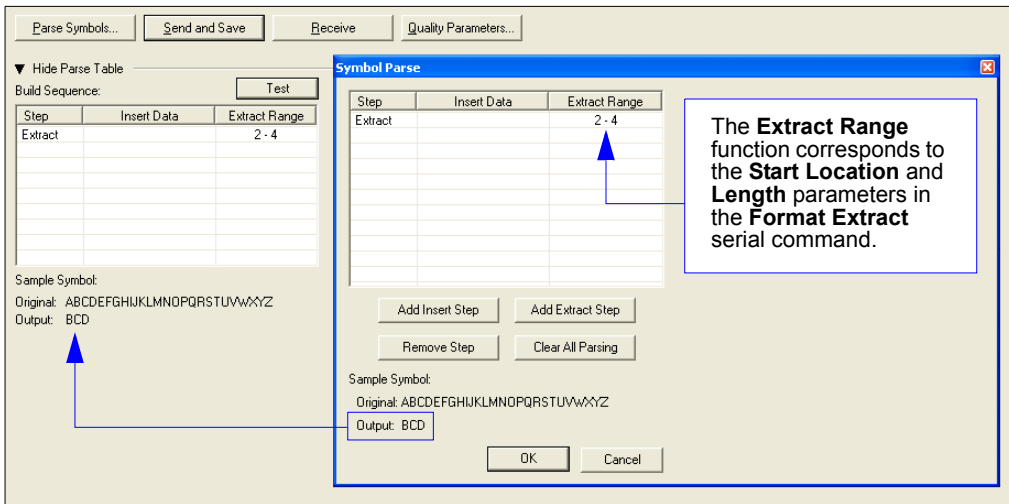 Parse Symbols...
Send and Save
Receive
Quality Parameters...
▼ Hide Parse Table
Build Sequence:
Test
Step Insert Data Extract Range
Extract 2 - 4
Sample Symbol:
Original: ABCDEFGHIJKLMNOPQRSTUVWXYZ
Output: BCD
Symbol Parse
Step Insert Data Extract Range
Extract 2 - 4
Add Insert Step
Add Extract Step
Remove Step
Clear All Parsing
Sample Symbol:
Original: ABCDEFGHIJKLMNOPQRSTUVWXYZ
Output: BCD
OK
Cancel
The Extract Range
function corresponds to
the Start Location and
Length parameters in
the Format Extract
serial command.